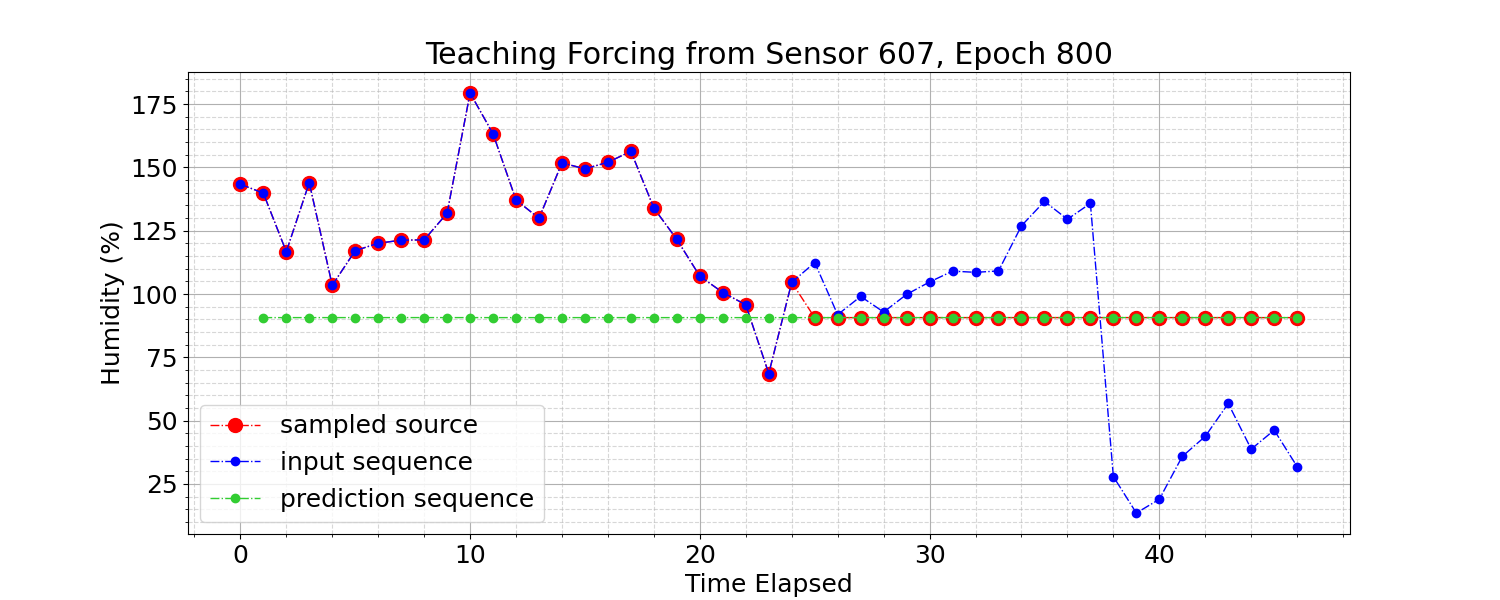 Teaching Forcing from Sensor 607, Epoch 800
Humidity (%)
175
150
125
100
75
50
25
sampled source
input sequence
prediction sequence
0 10 20 30 40
Time Elapsed